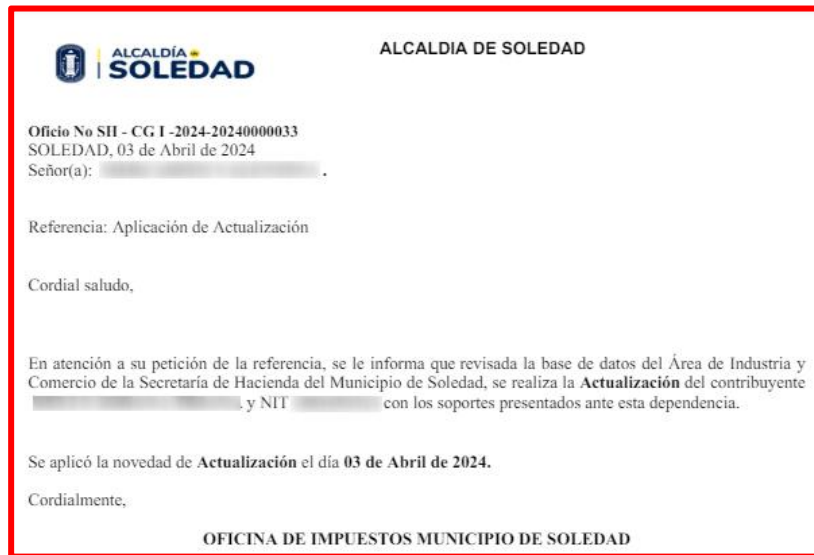 ALCALDÍA DE
SOLEDAD
ALCALDIA DE SOLEDAD
Oficio No SH - CG I -2024-20240000033
SOLEDAD, 03 de Abril de 2024
Señor(a): .
Referencia: Aplicación de Actualización
Cordial saludo,
En atención a su petición de la referencia, se le informa que revisada la base de datos del Área de Industria y
Comercio de la Secretaría de Hacienda del Municipio de Soledad, se realiza la Actualización del contribuyente
. y NIT con los soportes presentados ante esta dependencia.
Se aplicó la novedad de Actualización el día 03 de Abril de 2024.
Cordialmente,
OFICINA DE IMPUESTOS MUNICIPIO DE SOLEDAD